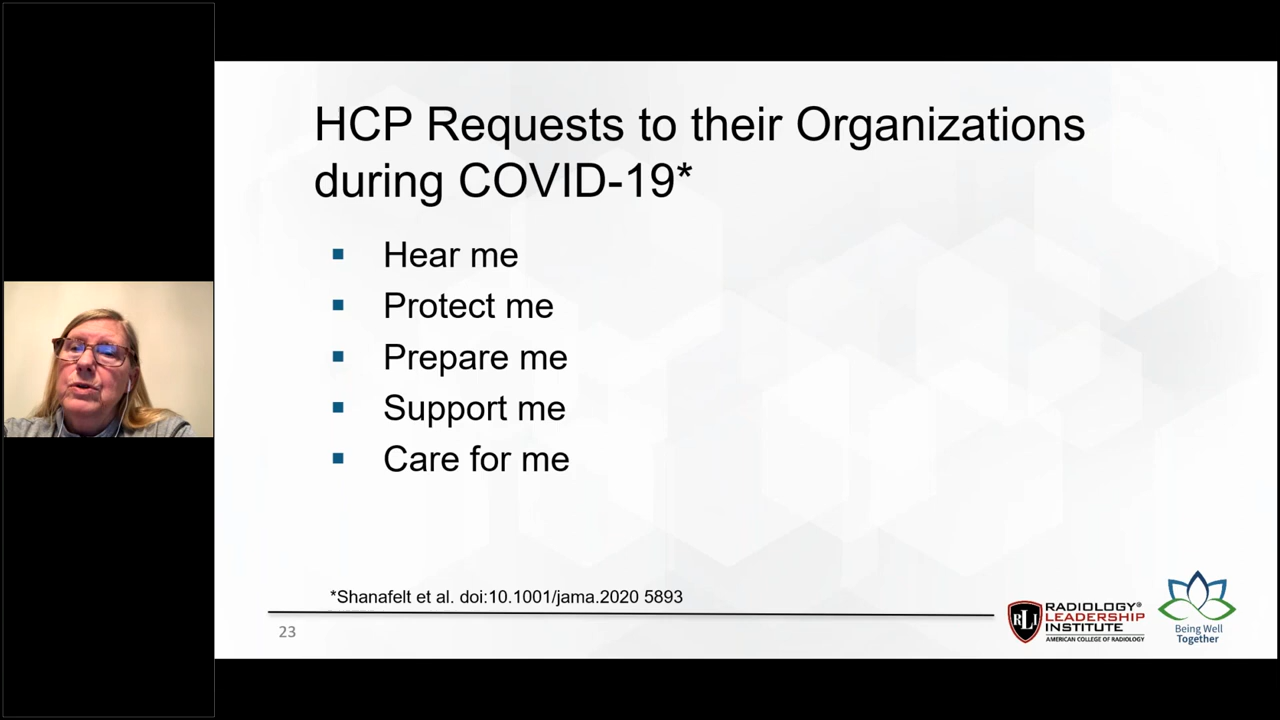 HCP Requests to their Organizations
during COVID-19*
▪ Hear me
▪ Protect me
▪ Prepare me
▪ Support me
▪ Care for me
*Shanafelt et al. doi:10.1001/jama.2020 5893
23
RLI
RADIOLOGY®
LEADERSHIP
INSTITUTE
AMERICAN COLLEGE OF RADIOLOGY
Being Well
Together